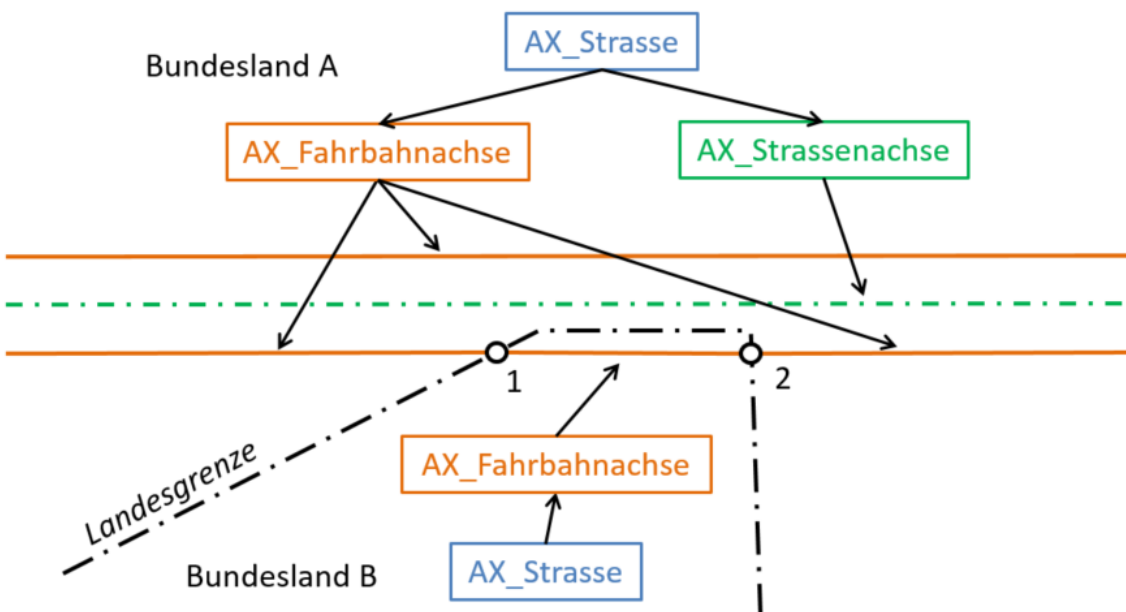 AX_Strasse
Bundesland A
AX_Fahrbahnachse
AX_Strassenachse
1
2
AX_Fahrbahnachse
Landesgrenze
Bundesland B
AX_Strasse